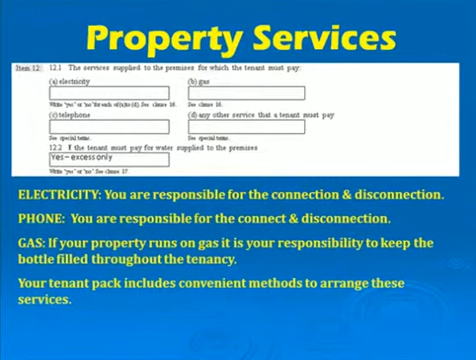 Property Services
Item 12: 12.1 The services supplied to the premises for which the tenant must pay:
(a) electricity (b) gas
Write "yes" or "no" for each of (a) to (d). See clause 16. See clause 16.
(c) telephone (d) any other service that a tenant must pay
See special terms. See special terms.
12.2 If the tenant must pay for water supplied to the premises
Yes – excess only
Write "yes" or "no". See clause 17.
ELECTRICITY: You are responsible for the connection & disconnection.
PHONE: You are responsible for the connect & disconnection.
GAS: If your property runs on gas it is your responsibility to keep the
bottle filled throughout the tenancy.
Your tenant pack includes convenient methods to arrange these
services.